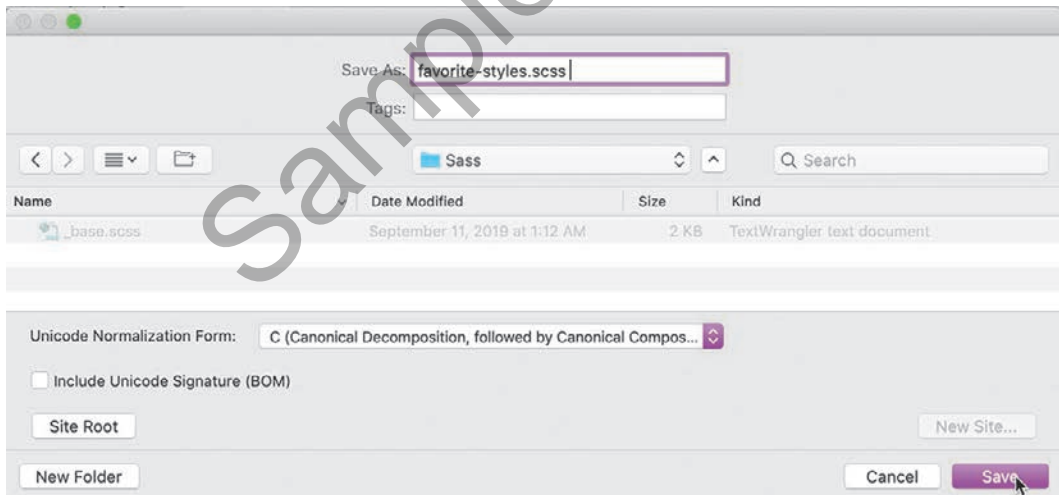 Save As: favorite-styles.scss
Tags:
Sass
Search
Name Date Modified Size Kind
_base.scss September 11, 2019 at 1:12 AM 2 KB TextWrangler text document
Unicode Normalization Form: C (Canonical Decomposition, followed by Canonical Compos...
Include Unicode Signature (BOM)
Site Root New Site...
New Folder Cancel Save
Sample